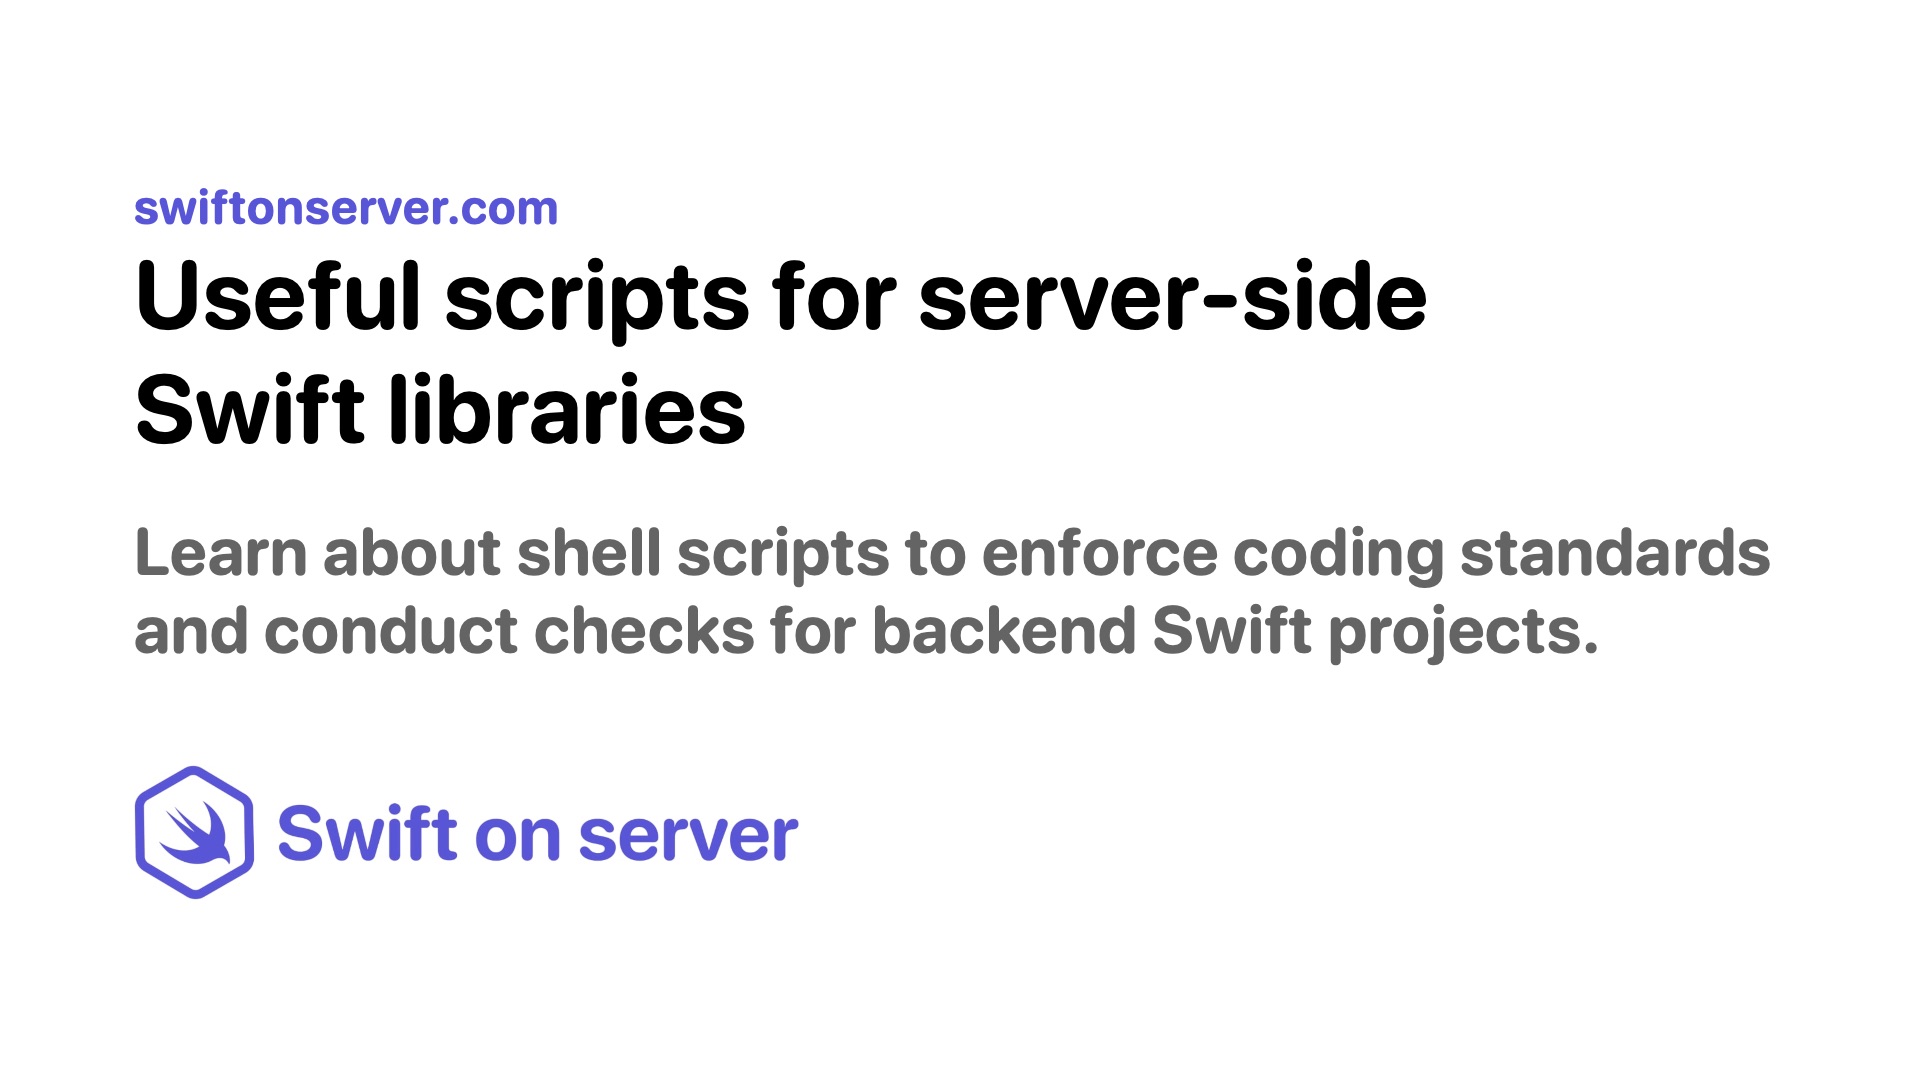 swiftonserver.com
Useful scripts for server-side
Swift libraries
Learn about shell scripts to enforce coding standards
and conduct checks for backend Swift projects.
Swift on server